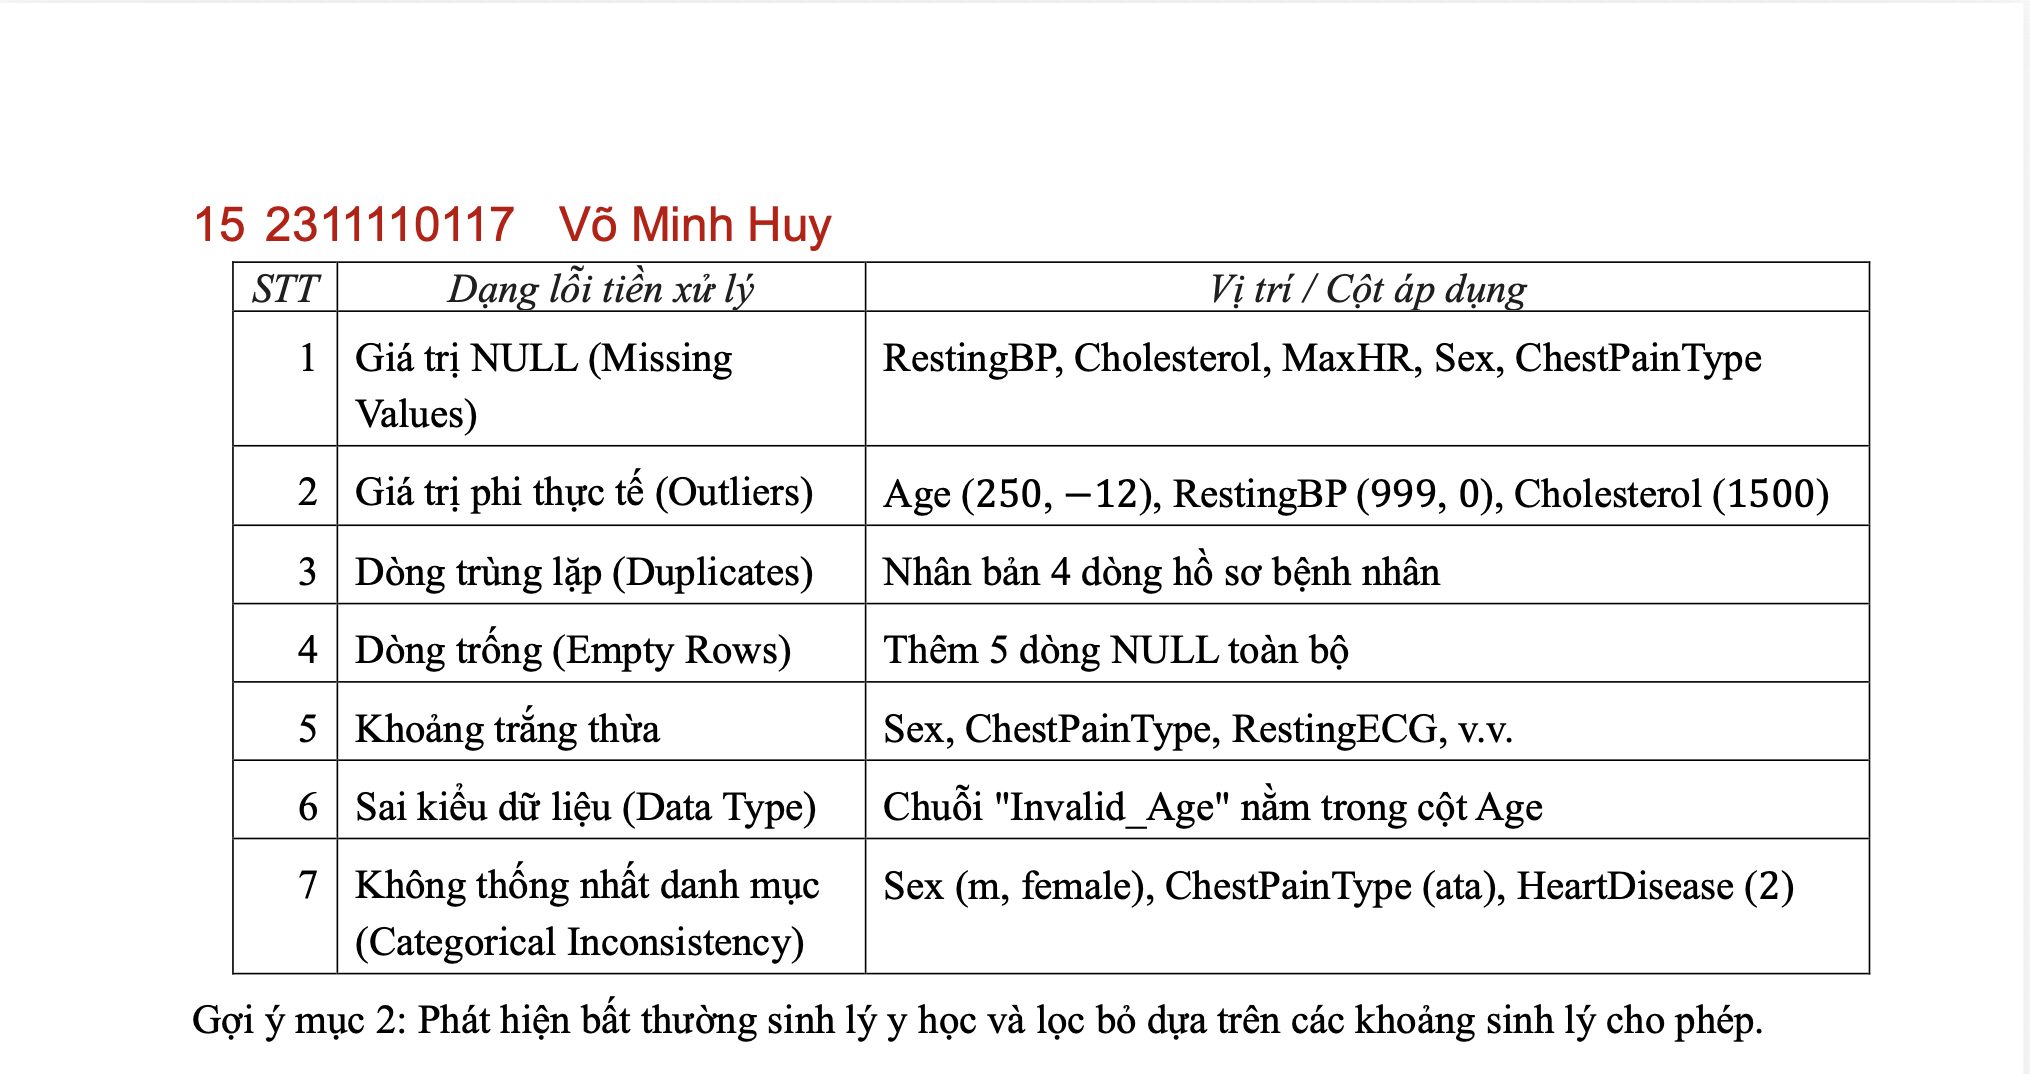 15 2311110117 Võ Minh Huy
STT Dạng lỗi tiền xử lý Vị trí / Cột áp dụng
1 Giá trị NULL (Missing RestingBP, Cholesterol, MaxHR, Sex, ChestPainType
Values)
2 Giá trị phi thực tế (Outliers) Age (250, −12), RestingBP (999, 0), Cholesterol (1500)
3 Dòng trùng lặp (Duplicates) Nhân bản 4 dòng hồ sơ bệnh nhân
4 Dòng trống (Empty Rows) Thêm 5 dòng NULL toàn bộ
5 Khoảng trắng thừa Sex, ChestPainType, RestingECG, v.v.
6 Sai kiểu dữ liệu (Data Type) Chuỗi "Invalid_Age" nằm trong cột Age
7 Không thống nhất danh mục Sex (m, female), ChestPainType (ata), HeartDisease (2)
(Categorical Inconsistency)
Gợi ý mục 2: Phát hiện bất thường sinh lý y học và lọc bỏ dựa trên các khoảng sinh lý cho phép.